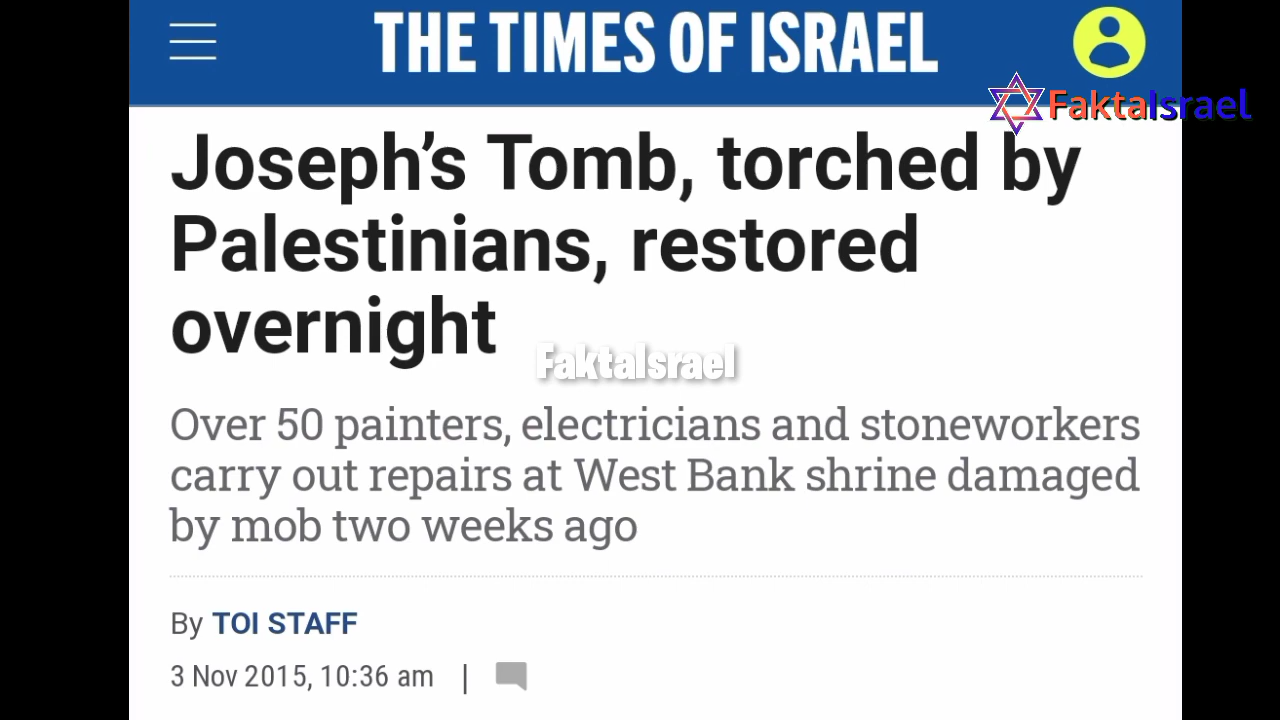 THE TIMES OF ISRAEL
FaktaIsrael
Joseph’s Tomb, torched by
Palestinians, restored
overnight
FaktaIsrael
Over 50 painters, electricians and stoneworkers
carry out repairs at West Bank shrine damaged
by mob two weeks ago
By TOI STAFF
3 Nov 2015, 10:36 am |